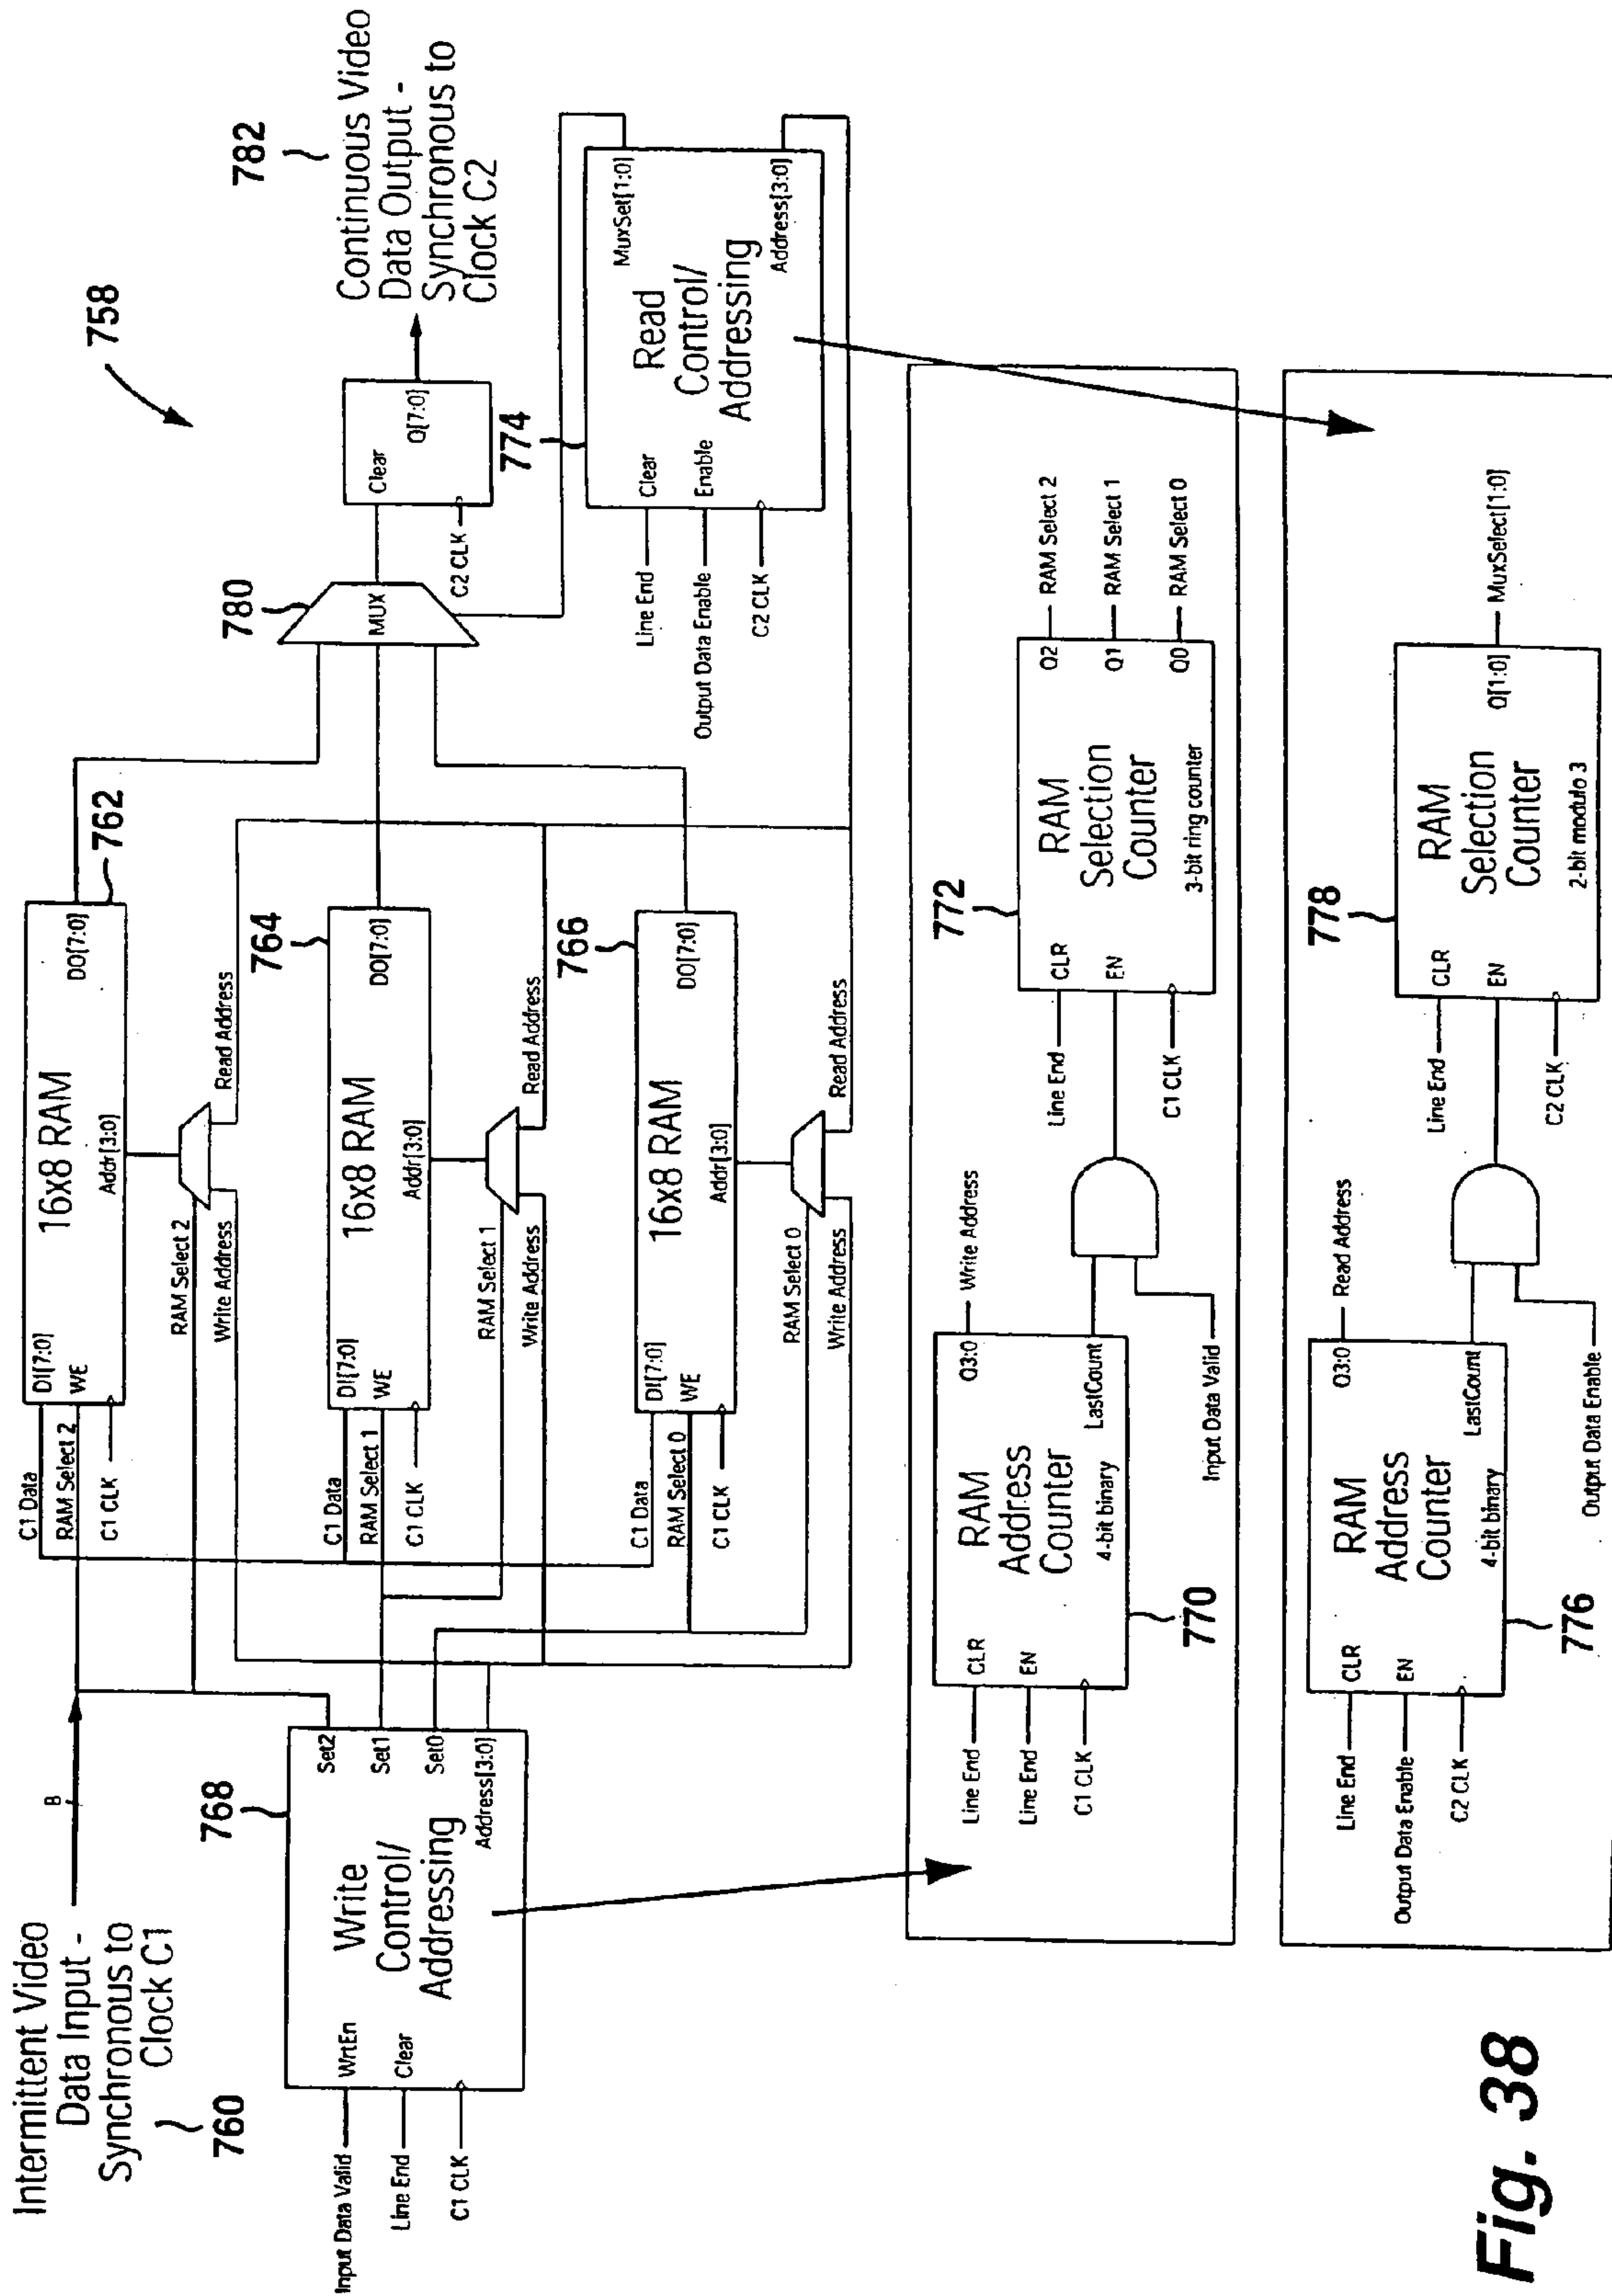 Intermittent Video
Data Input -
Synchronous to
Clock C1
760
8
758
782
Continuous Video
Data Output -
Synchronous to
Clock C2
C1 Data
RAM Select 2
C1 CLK
DI[7:0]
WE
16x8 RAM
Addr[3:0]
DO[7:0]
762
RAM Select 2
Write Address
Read Address
C1 Data
RAM Select 1
C1 CLK
DI[7:0]
WE
16x8 RAM
Addr[3:0]
DO[7:0]
764
RAM Select 1
Write Address
Read Address
C1 Data
RAM Select 0
C1 CLK
DI[7:0]
WE
16x8 RAM
Addr[3:0]
DO[7:0]
766
RAM Select 0
Write Address
Read Address
768
Input Data Valid
Line End
C1 CLK
WrtEn
Clear
Write
Control/
Addressing
Set2
Set1
Set0
Address[3:0]
780
MUX
Clear
Q[7:0]
C2 CLK
774
Line End
Output Data Enable
C2 CLK
Clear
Enable
Read
Control/
Addressing
MuxSet[1:0]
Address[3:0]
Line End
Line End
C1 CLK
CLR
EN
RAM
Address
Counter
4-bit binary
Q3:0
LastCount
770
Write Address
Input Data Valid
772
Line End
C1 CLK
CLR
EN
RAM
Selection
Counter
3-bit ring counter
Q2
Q1
Q0
RAM Select 2
RAM Select 1
RAM Select 0
Line End
Output Data Enable
C2 CLK
CLR
EN
RAM
Address
Counter
4-bit binary
Q3:0
LastCount
776
Read Address
Output Data Enable
778
Line End
C2 CLK
CLR
EN
RAM
Selection
Counter
2-bit modulo 3
Q[1:0]
MuxSelect[1:0]
Fig. 38